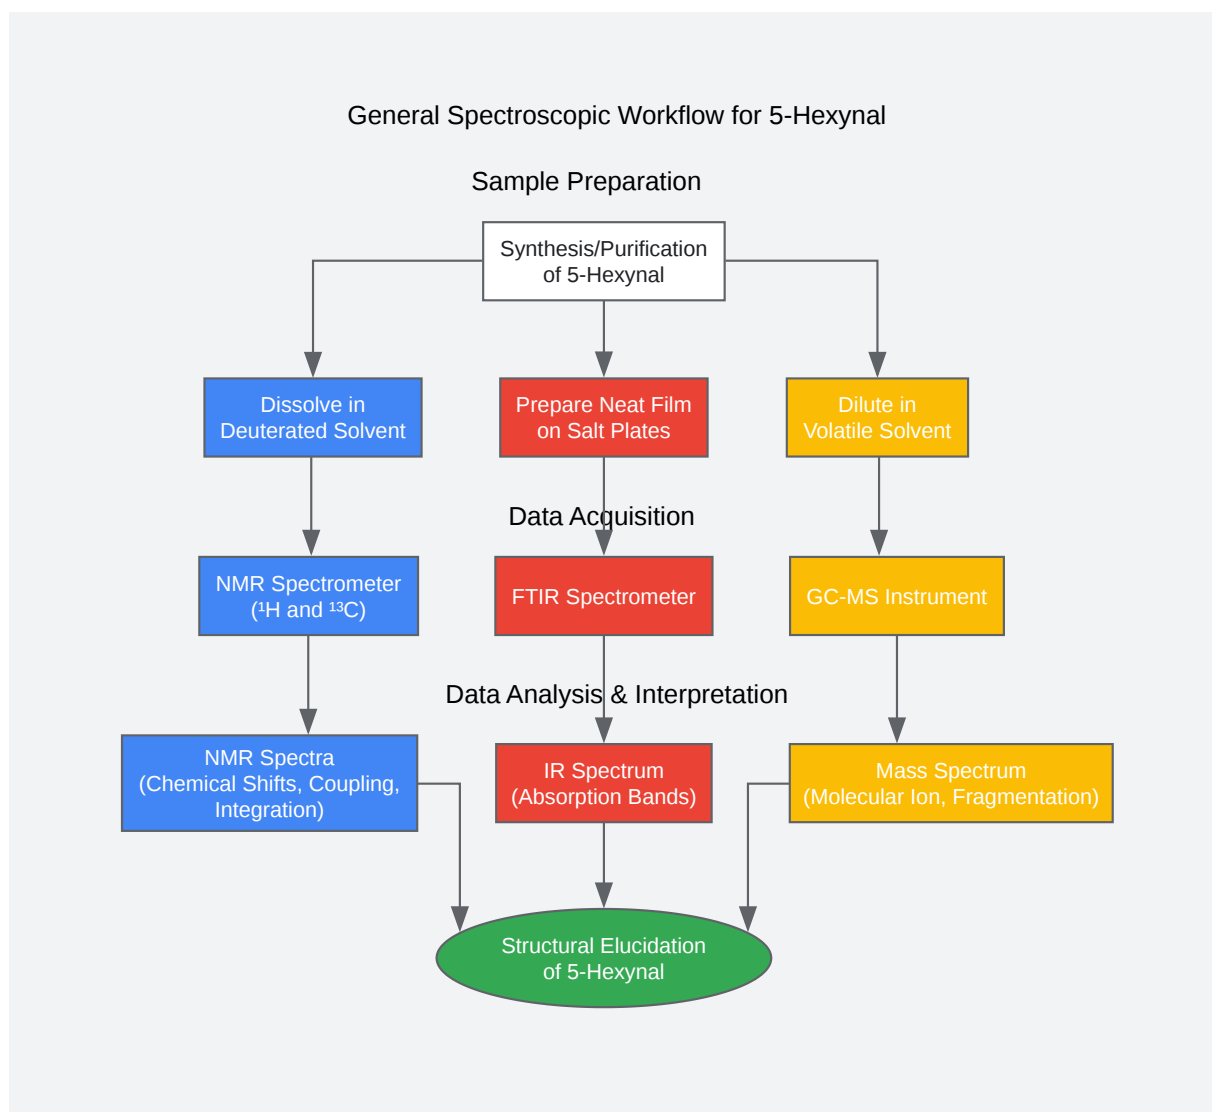 General Spectroscopic Workflow for 5-Hexynal
Sample Preparation
Synthesis/Purification
of 5-Hexynal
Dissolve in
Deuterated Solvent
Prepare Neat Film
on Salt Plates
Dilute in
Volatile Solvent
Data Acquisition
NMR Spectrometer
(¹H and ¹³C)
FTIR Spectrometer
GC-MS Instrument
Data Analysis & Interpretation
NMR Spectra
(Chemical Shifts, Coupling,
Integration)
IR Spectrum
(Absorption Bands)
Mass Spectrum
(Molecular Ion, Fragmentation)
Structural Elucidation
of 5-Hexynal